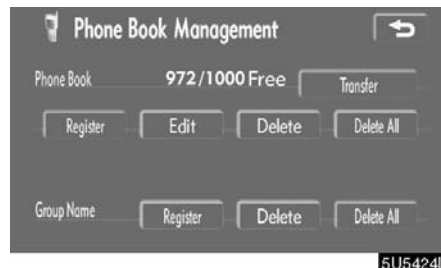 Phone Book Management
Phone Book 972/1000 Free Transfer
Register Edit Delete Delete All
Group Name Register Delete Delete All
5U5424